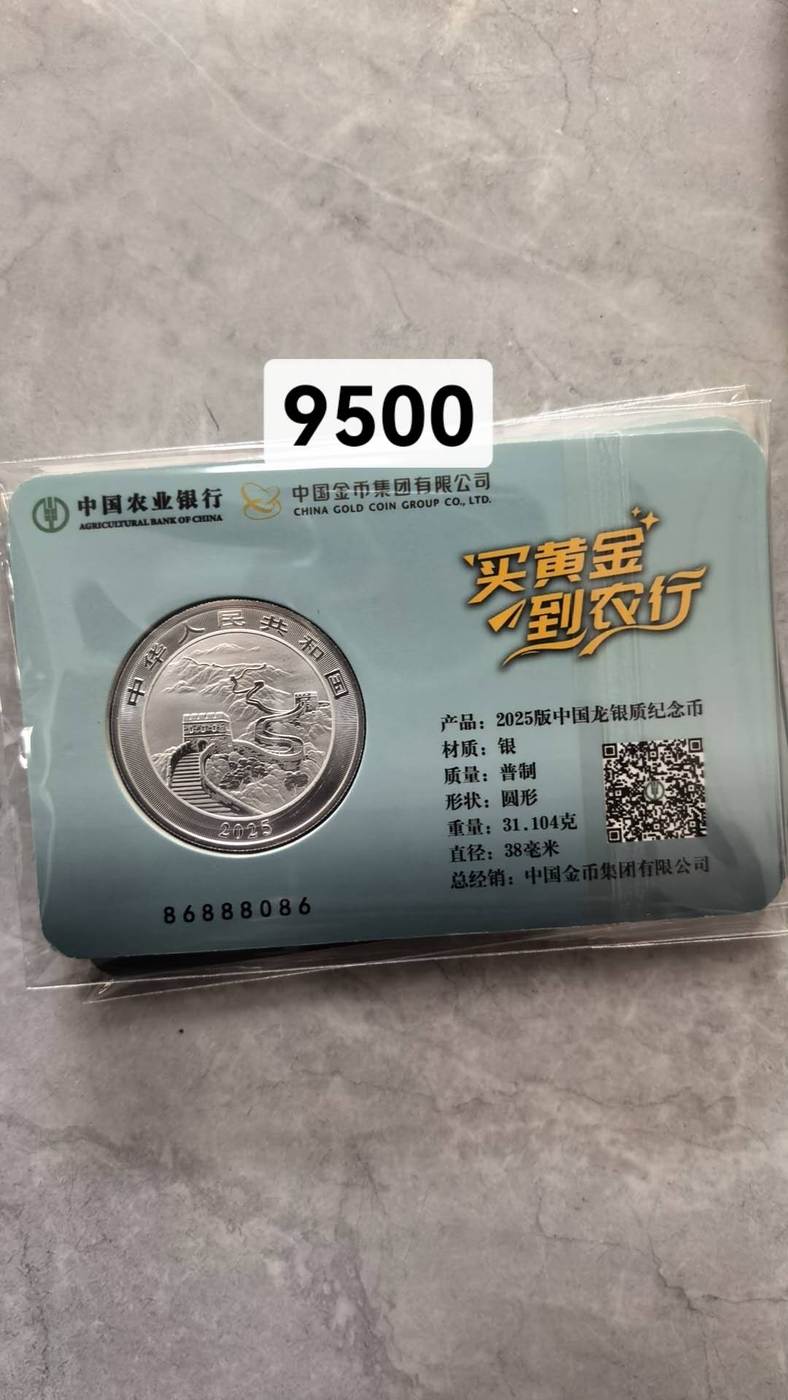 9500
中国农业银行
AGRICULTURAL BANK OF CHINA
中国金币集团有限公司
CHINA GOLD COIN GROUP CO., LTD.
买黄金
到农行
中华人民共和国
2025
产品：2025版中国龙银质纪念币
材质：银
质量：普制
形状：圆形
重量：31.104克
直径：38毫米
总经销：中国金币集团有限公司
86888086